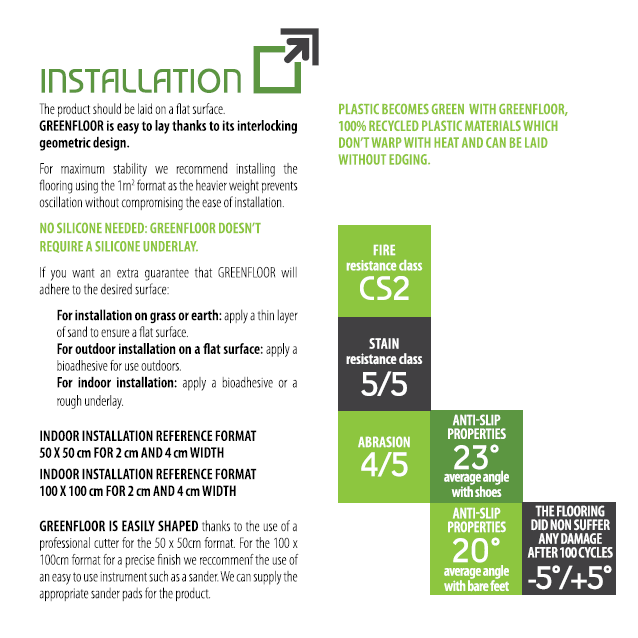 INSTALLATION
The product should be laid on a flat surface.
GREENFLOOR is easy to lay thanks to its interlocking
geometric design.
For maximum stability we recommend installing the
flooring using the 1m² format as the heavier weight prevents
oscillation without compromising the ease of installation.
NO SILICONE NEEDED: GREENFLOOR DOESN'T
REQUIRE A SILICONE UNDERLAY.
If you want an extra guarantee that GREENFLOOR will
adhere to the desired surface:
For installation on grass or earth: apply a thin layer
of sand to ensure a flat surface.
For outdoor installation on a flat surface: apply a
bioadhesive for use outdoors.
For indoor installation: apply a bioadhesive or a
rough underlay.
INDOOR INSTALLATION REFERENCE FORMAT
50 X 50 cm FOR 2 cm AND 4 cm WIDTH
INDOOR INSTALLATION REFERENCE FORMAT
100 X 100 cm FOR 2 cm AND 4 cm WIDTH
GREENFLOOR IS EASILY SHAPED thanks to the use of a
professional cutter for the 50 x 50cm format. For the 100 x
100cm format for a precise finish we reccommenf the use of
an easy to use instrument such as a sander. We can supply the
appropriate sander pads for the product.
PLASTIC BECOMES GREEN WITH GREENFLOOR,
100% RECYCLED PLASTIC MATERIALS WHICH
DON'T WARP WITH HEAT AND CAN BE LAID
WITHOUT EDGING.
FIRE
resistance class
CS2
STAIN
resistance class
5/5
ABRASION
4/5
ANTI-SLIP
PROPERTIES
23°
average angle
with shoes
ANTI-SLIP
PROPERTIES
20°
average angle
with bare feet
THE FLOORING
DID NON SUFFER
ANY DAMAGE
AFTER 100 CYCLES
-5°/+5°